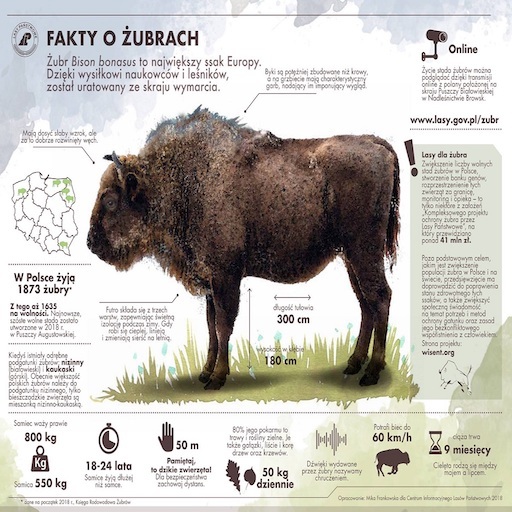 FAKTY O ŻUBRACH
Żubr Bison bonasus to największy ssak Europy.
Dzięki wysiłkowi naukowców i leśników,
został uratowany ze skraju wymarcia.
Byki są potężniej zbudowane niż krowy,
a na grzbiecie mają charakterystyczny
garb, nadający im imponujący wygląd.
Online
Życie stada żubrów można
podglądać dzięki transmisji
online z polany położonej na
skraju Puszczy Białowieskiej
w Nadleśnictwie Browsk.
www.lasy.gov.pl/zubr
Mają dosyć słaby wzrok, ale
za to dobrze rozwinięty węch.
Lasy dla żubra
Zwiększenie liczby wolnych
stad żubrów w Polsce,
stworzenie banku genów,
rozprzestrzenienie tych
zwierząt za granicę,
monitoring i opieka – to
tylko niektóre z założeń
„Kompleksowego projektu
ochrony żubra przez
Lasy Państwowe", na
który przewidziano
ponad 41 mln zł.
Poza podstawowym celem,
jakim jest zwiększenie
populacji żubra w Polsce i na
świecie, przedsięwzięcie ma
doprowadzić do poprawienia
stanu zdrowotnego tych
ssaków, a także zwiększyć
społeczną świadomość
na temat potrzeb i metod
ochrony gatunku oraz zasad
jego bezkonfliktowego
współistnienia z człowiekiem.
Strona projektu:
wisent.org
W Polsce żyją
1873 żubry*
Z tego aż 1635
na wolności. Najnowsze,
szóste wolne stado zostało
utworzone w 2018 r.
w Puszczy Augustowskiej.
Futro składa się z trzech
warstw, zapewniając świetną
izolację podczas zimy. Gdy
robi się cieplej, linieją
i zmieniają sierść na letnią.
długość tułowia
300 cm
wysokość w kłębie
180 cm
Kiedyś istniały odrębne
podgatunki żubrów: nizinny
(białowieski) i kaukaski
(górski). Obecnie większość
polskich żubrów należy do
podgatunku nizinnego, tylko
bieszczadzkie zwierzęta są
mieszkanką nizinno-kaukaską.
Samiec waży prawie
800 kg
Kg
Samica 550 kg
18-24 lata
Samice żyją dłużej
niż samce.
50 m
Pamiętaj,
to dzikie zwierzęta!
Dla bezpieczeństwa
zachowaj dystans.
80% jego pokarmu to
trawy i rośliny zielne. Je
także gałązki, liście i korę
drzew oraz krzewów.
50 kg
dziennie
Dźwięki wydawane
przez żubry nazywamy
chruczeniem.
Potrafi biec do
60 km/h
ciąża trwa
9 miesięcy
Cielęta rodzą się między
majem a lipcem.
* dane na początek 2018 r., Księga Rodowodowa Żubrów
Opracowanie: Mika Frankowska dla Centrum Informacyjnego Lasów Państwowych 2018